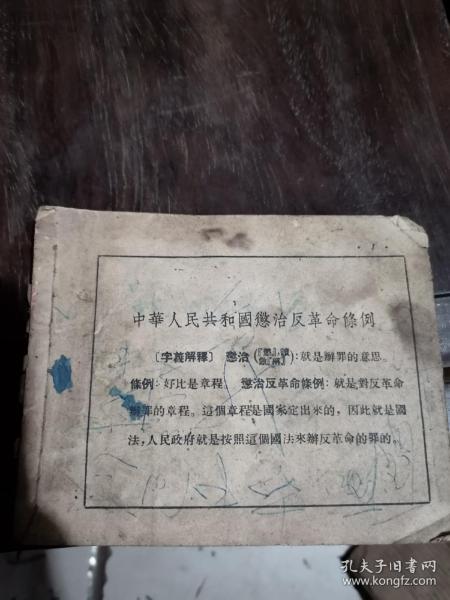 中華人民共和國懲治反革命條例
〔字義解釋〕 懲治(『懲』讀
):就是辦罪的意思。
條例:好比是章程。 懲治反革命條例:就是對反革命
辦罪的章程。這個章程是國家定出來的,因此就是國
法,人民政府就是按照這個國法來辦反革命的罪的。
孔夫子旧书网
www.kongfz.com